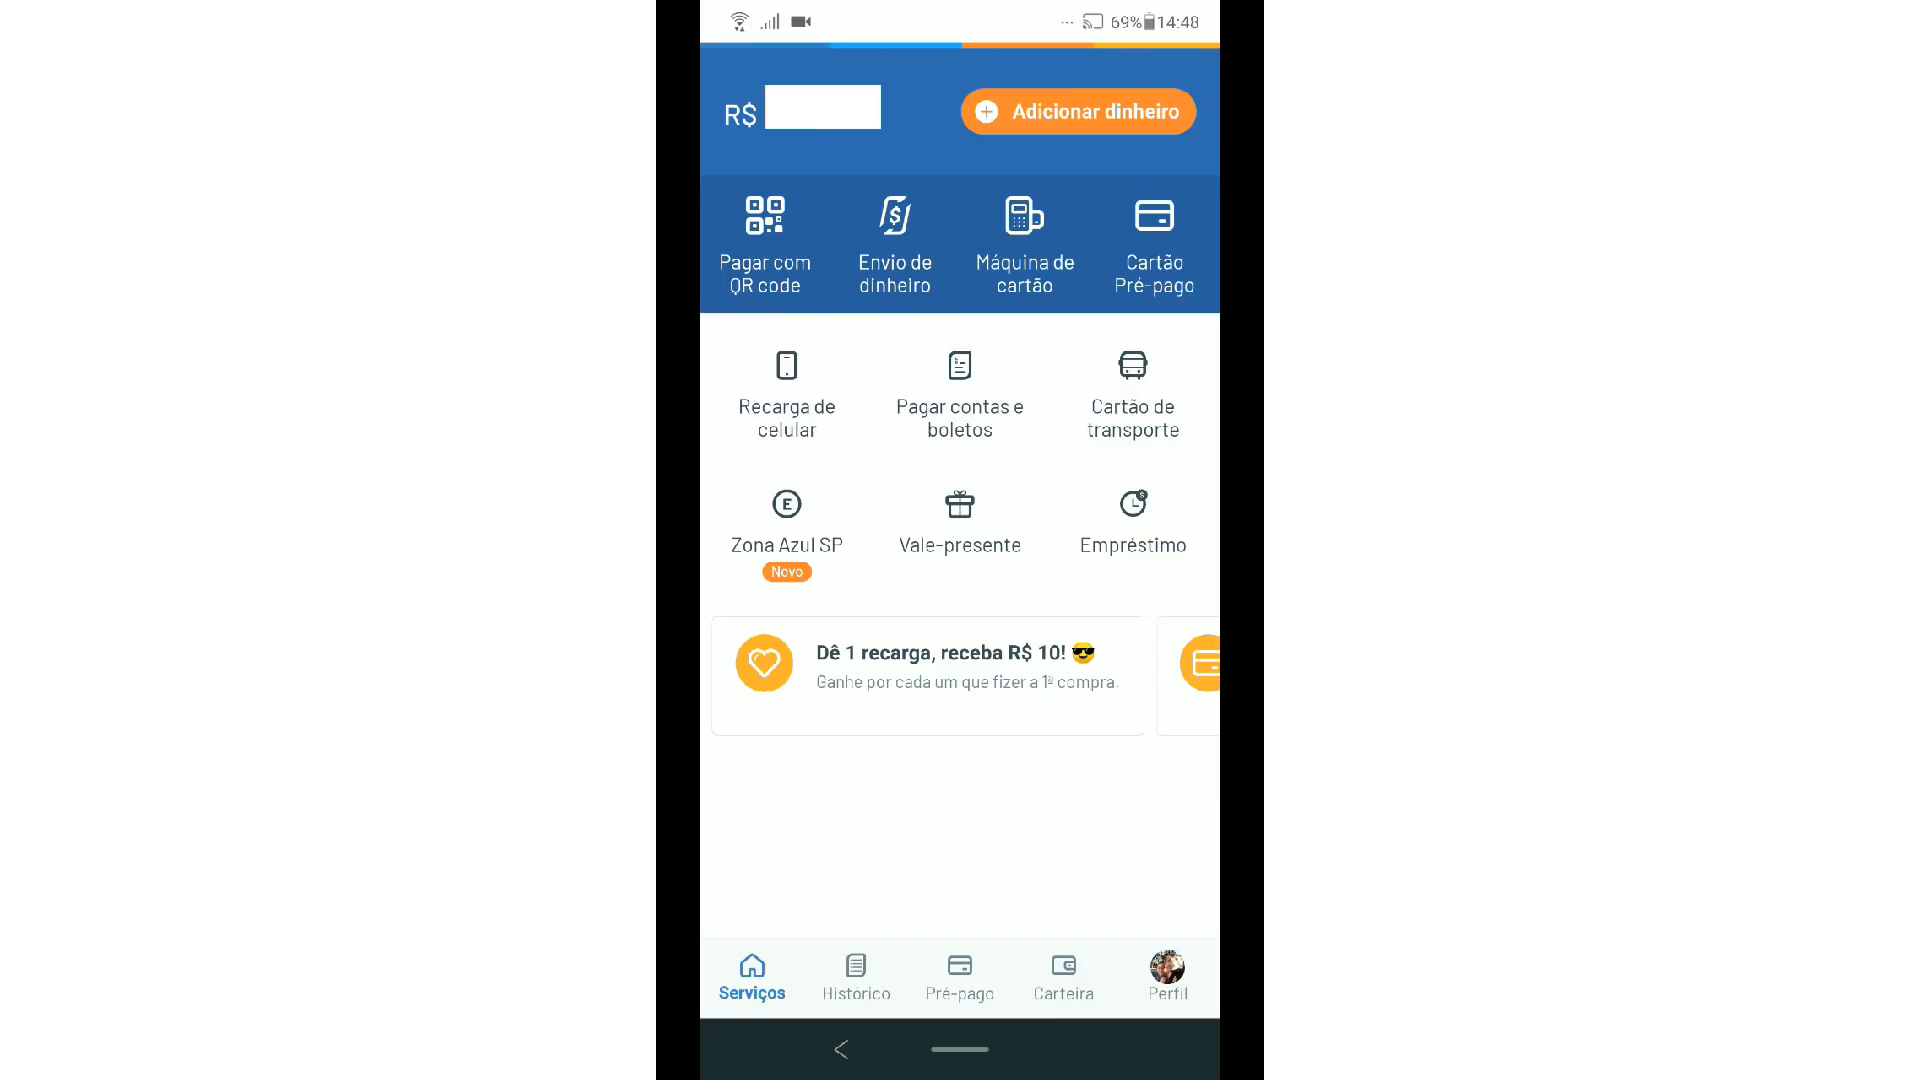 69% 14:48
R$
Adicionar dinheiro
Pagar com
QR code
Envio de
dinheiro
Máquina de
cartão
Cartão
Pré-pago
Recarga de
celular
Pagar contas e
boletos
Cartão de
transporte
E
Zona Azul SP
Novo
Vale-presente
Empréstimo
Dê 1 recarga, receba R$ 10! 😎
Ganhe por cada um que fizer a 1ª compra.
Serviços
Histórico
Pré-pago
Carteira
Perfil